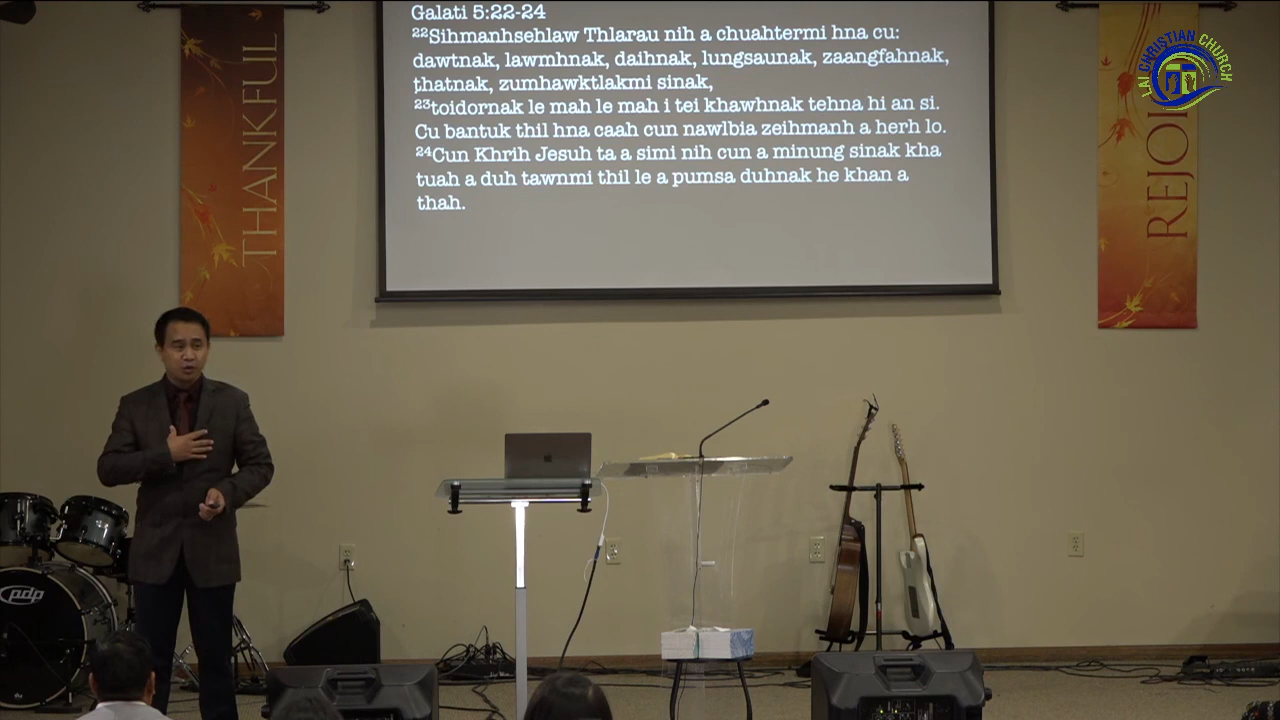 Galati 5:22-24
²²Sihmanhsehlaw Thlarau nih a chuahtermi hna cu:
dawtnak, lawmhnak, daihnak, lungsaunak, zaangfahnak,
ṭhatnak, zumhawktlakmi sinak,
²³toidornak le mah le mah i tei khawhnak tehna hi an si.
Cu bantuk thil hna caah cun nawlbia zeihmanh a herh lo.
²⁴Cun Khrih Jesuh ta a simi nih cun a minung sinak kha
tuah a duh tawnmi thil le a pumsa duhnak he khan a
thah.
THANKFUL
REJOI
LAI CHRISTIAN CHURCH
pdp